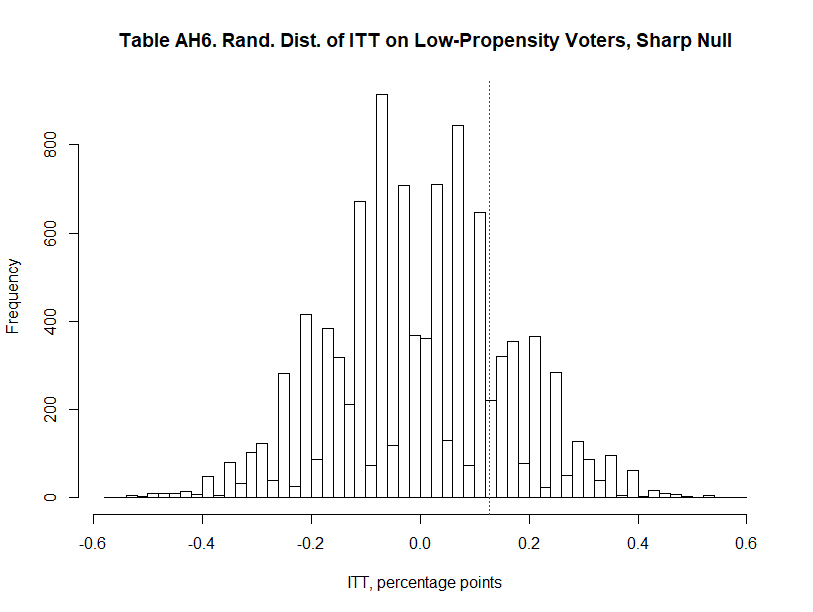 Table AH6. Rand. Dist. of ITT on Low-Propensity Voters, Sharp Null
Frequency
800
600
400
200
0
-0.6 -0.4 -0.2 0.0 0.2 0.4 0.6
ITT, percentage points